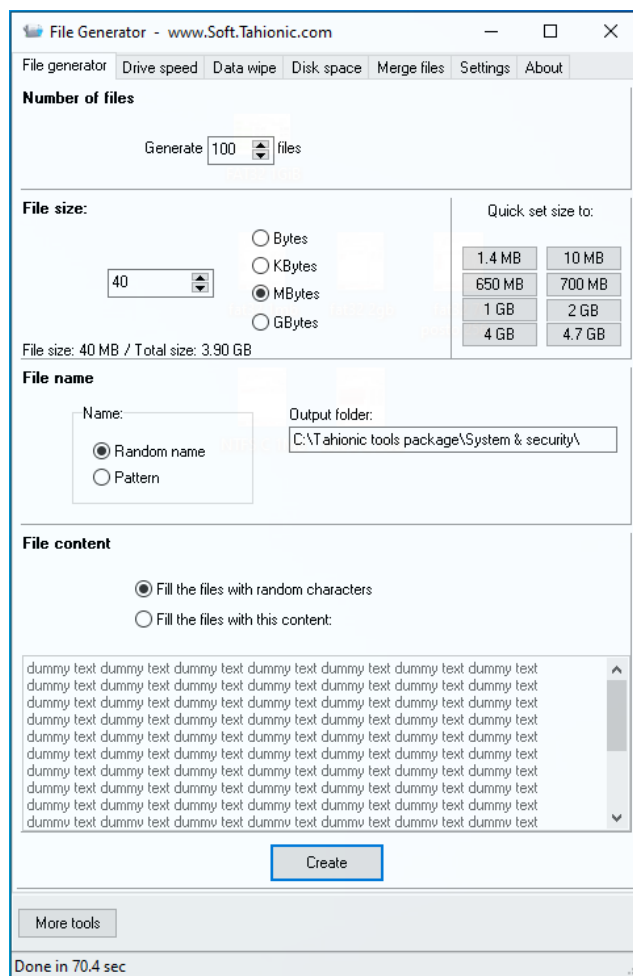 File Generator - www.Soft.Tahionic.com
File generator Drive speed Data wipe Disk space Merge files Settings About
Number of files
Generate 100 files
File size:
Quick set size to:
Bytes
KBytes
40
MBytes
GBytes
1.4 MB 10 MB
650 MB 700 MB
1 GB 2 GB
4 GB 4.7 GB
File size: 40 MB / Total size: 3.90 GB
File name
Name:
Random name
Pattern
Output folder:
C:\Tahionic tools package\System & security\
File content
Fill the files with random characters
Fill the files with this content:
dummy text dummy text dummy text dummy text dummy text dummy text dummy text
dummy text dummy text dummy text dummy text dummy text dummy text dummy text
dummy text dummy text dummy text dummy text dummy text dummy text dummy text
dummy text dummy text dummy text dummy text dummy text dummy text dummy text
dummy text dummy text dummy text dummy text dummy text dummy text dummy text
dummy text dummy text dummy text dummy text dummy text dummy text dummy text
dummy text dummy text dummy text dummy text dummy text dummy text dummy text
dummy text dummy text dummy text dummy text dummy text dummy text dummy text
dummy text dummy text dummy text dummy text dummy text dummy text dummy text
dummy text dummy text dummy text dummy text dummy text dummy text dummy text
Create
More tools
Done in 70.4 sec